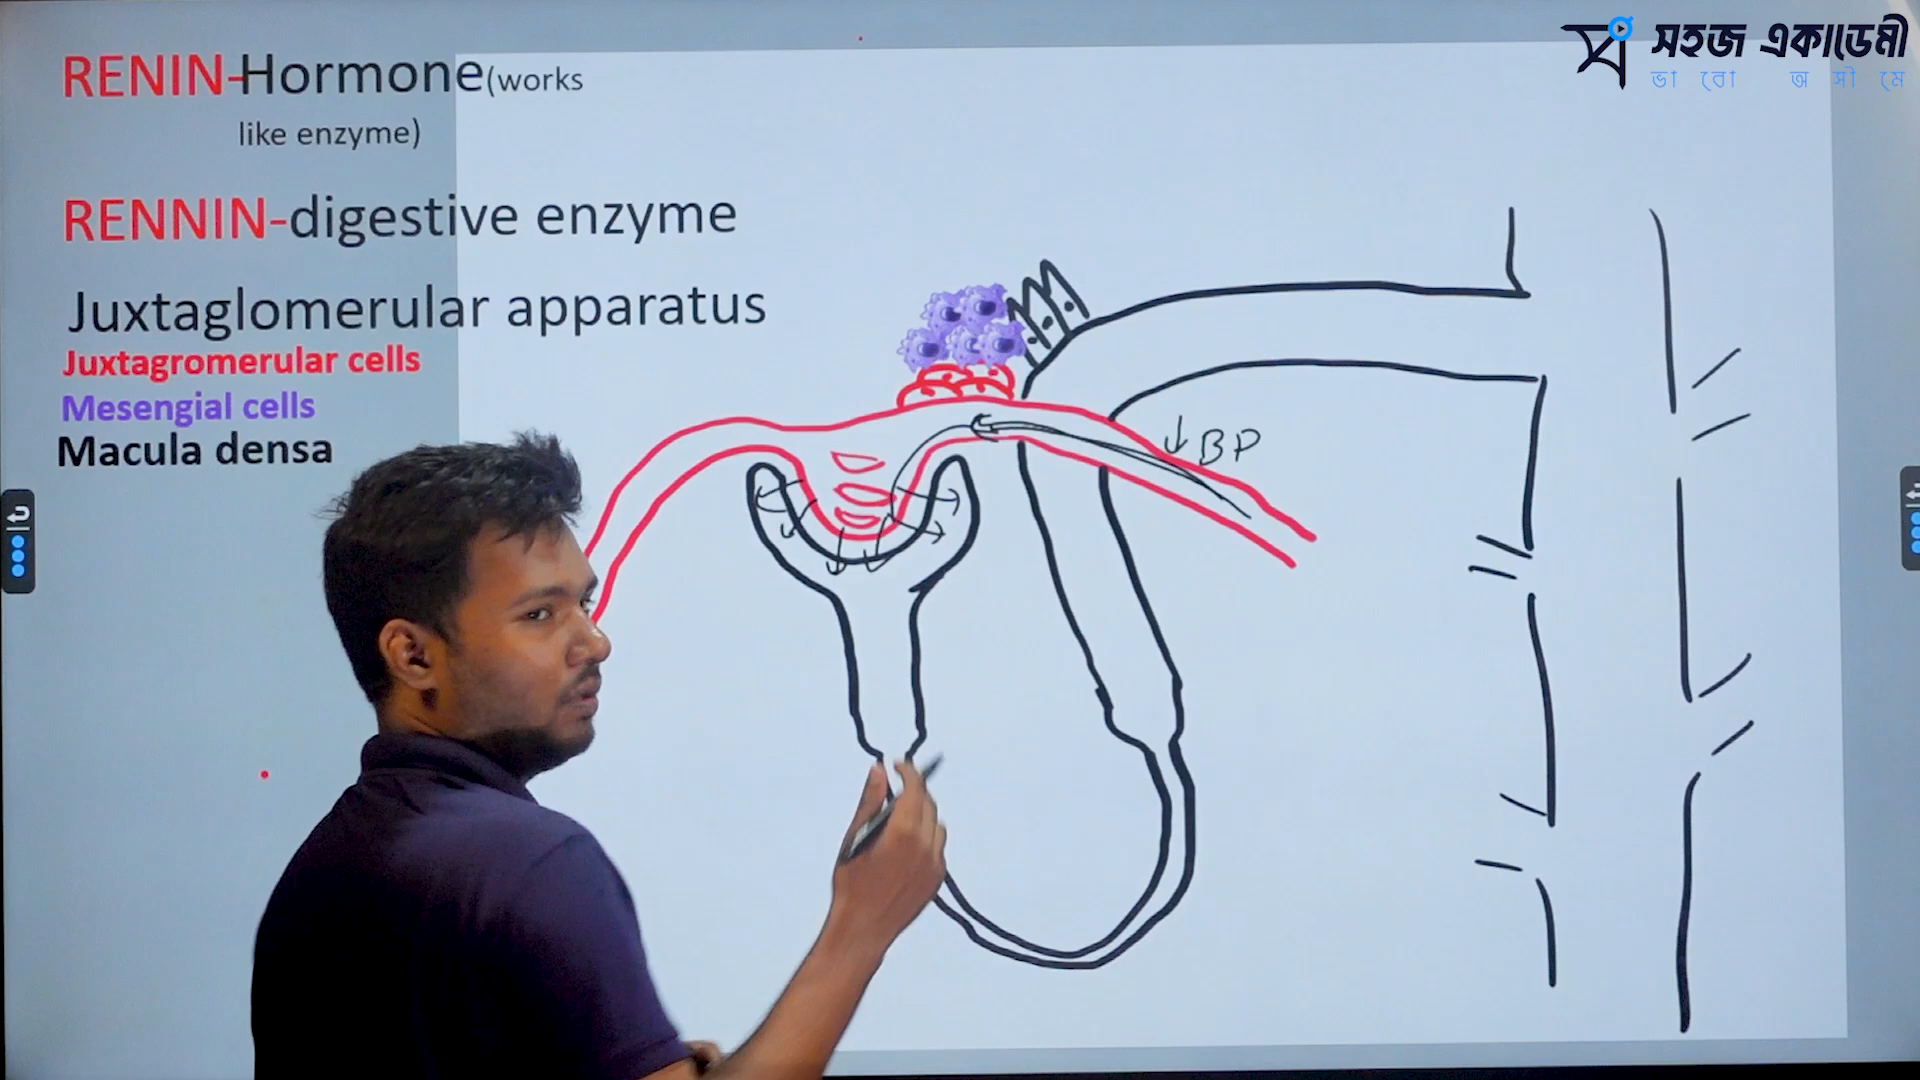 RENIN-Hormone(works
like enzyme)
RENNIN-digestive enzyme
Juxtaglomerular apparatus
Juxtagromerular cells
Mesengial cells
Macula densa
↓ BP
সহজ একাডেমী
ভাবো অসীমে